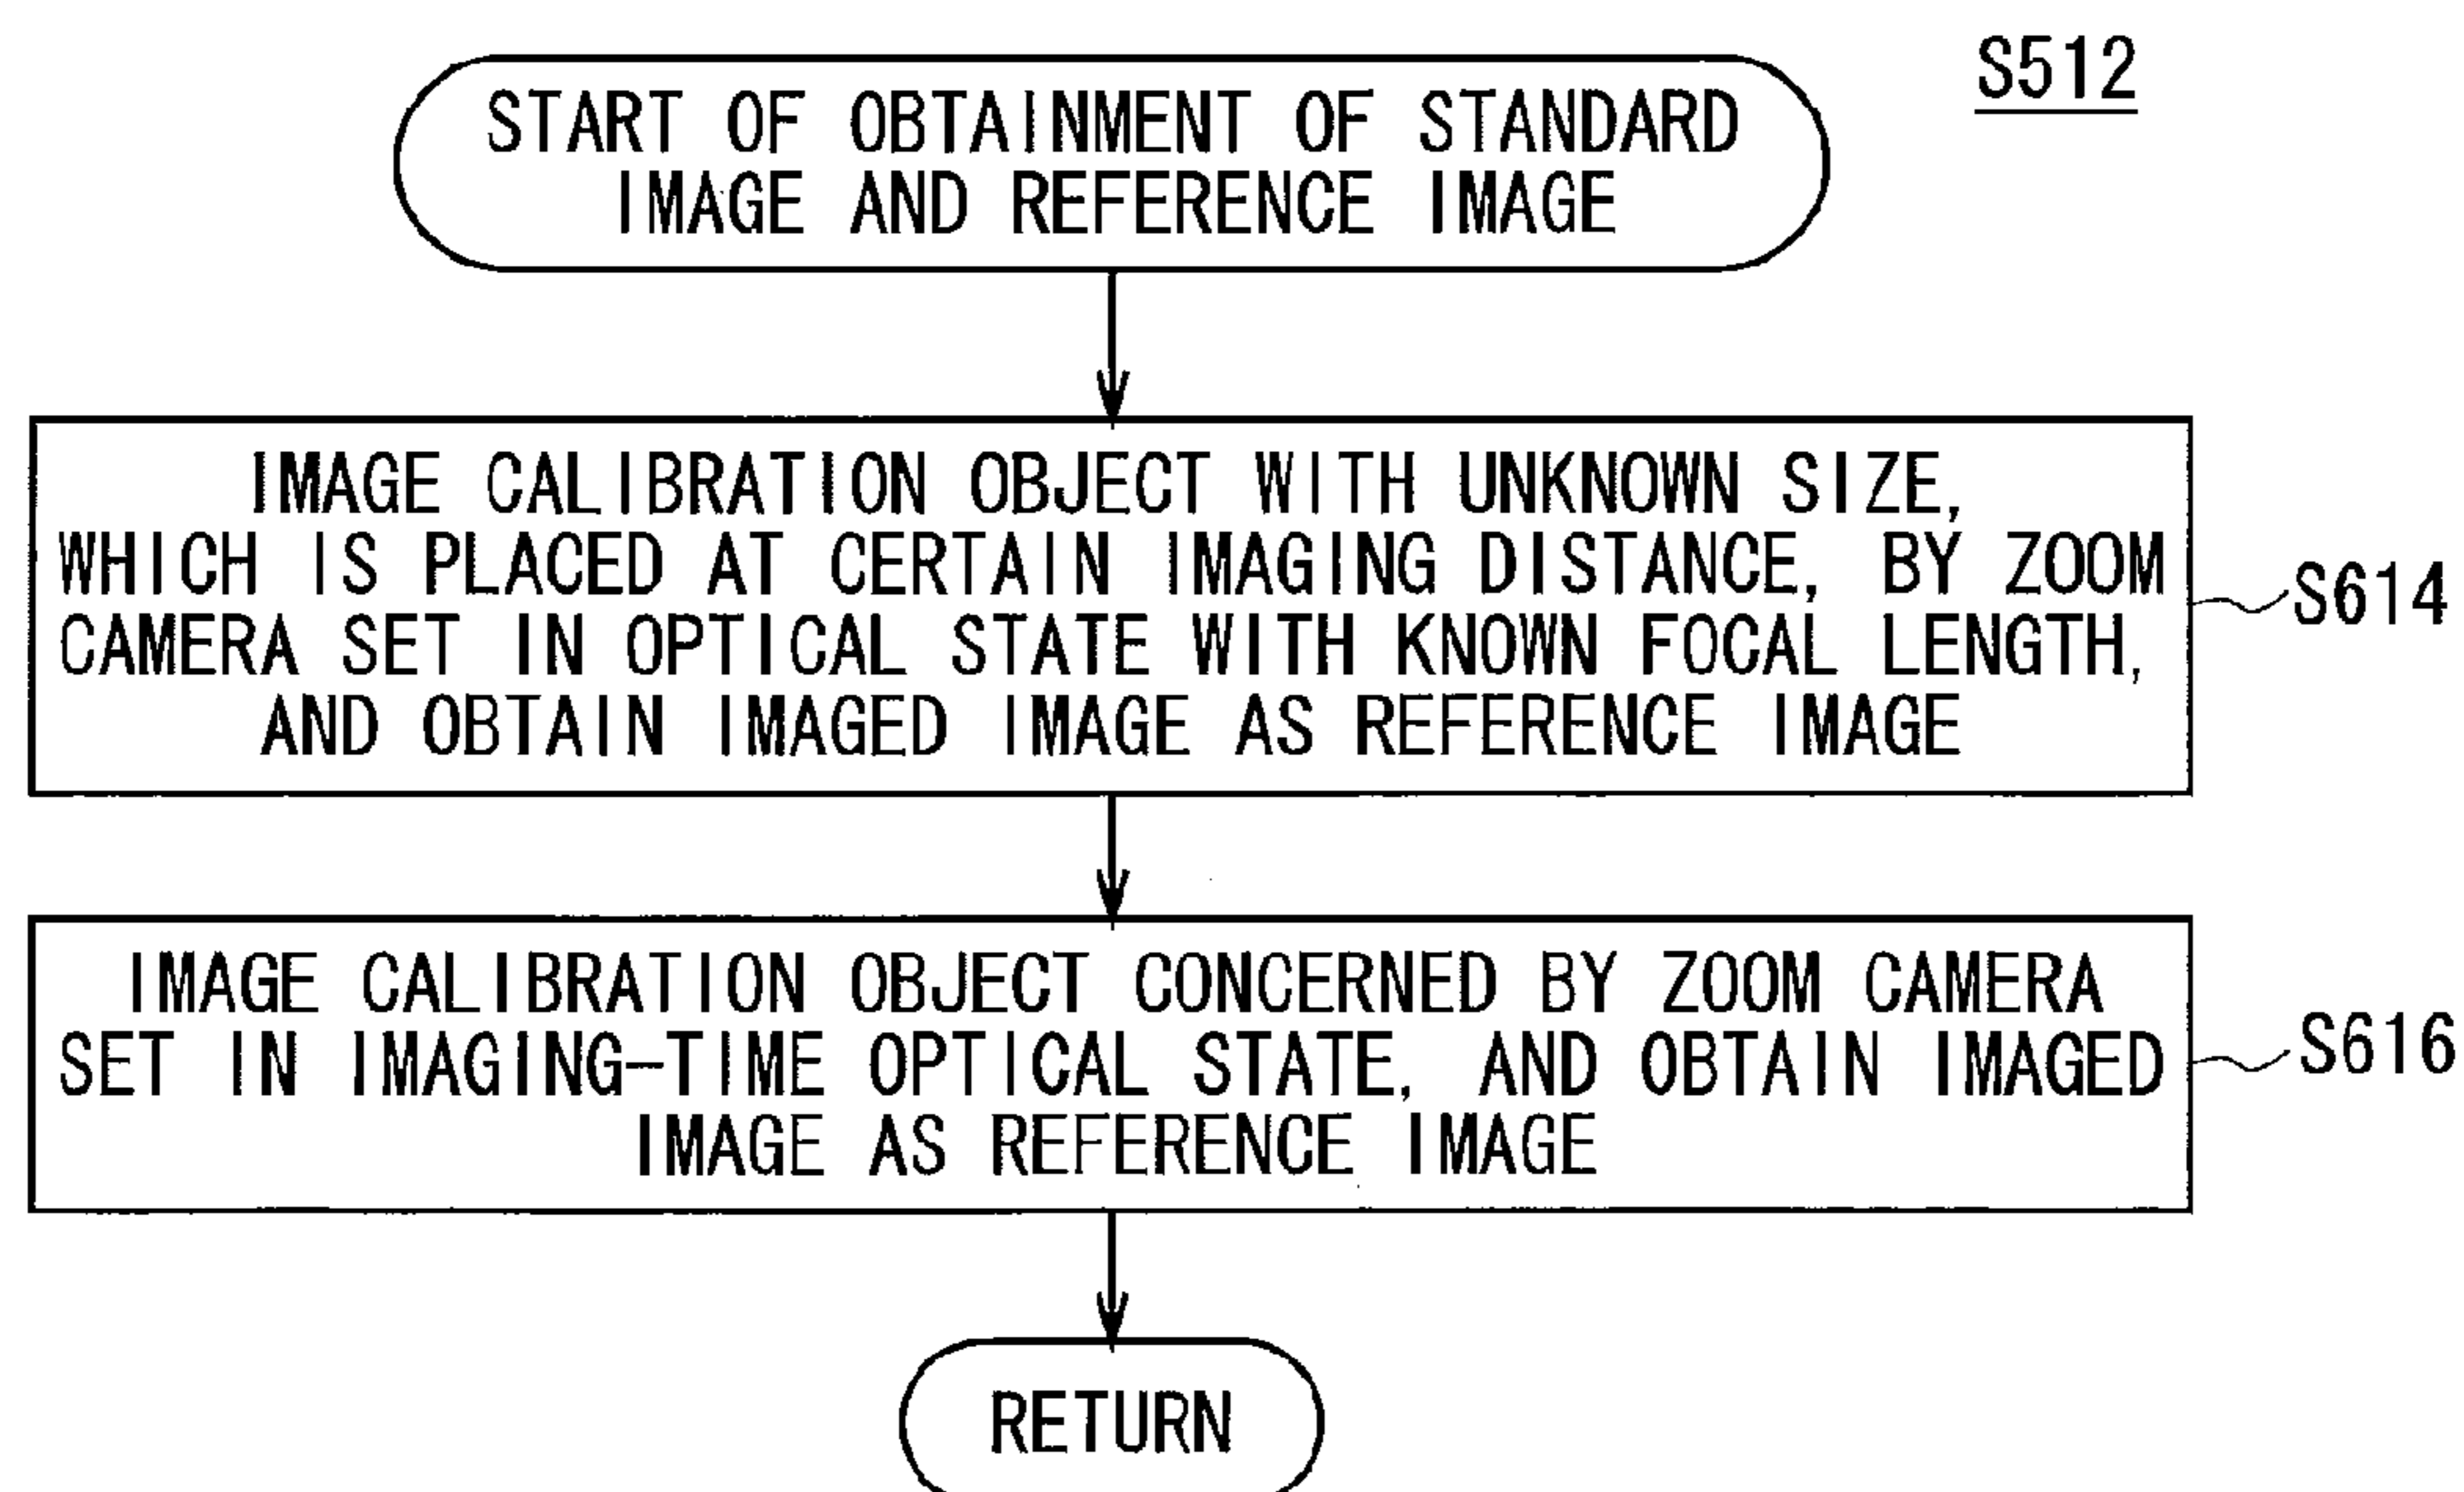 S512
START OF OBTAINMENT OF STANDARD
IMAGE AND REFERENCE IMAGE
IMAGE CALIBRATION OBJECT WITH UNKNOWN SIZE,
WHICH IS PLACED AT CERTAIN IMAGING DISTANCE, BY ZOOM
CAMERA SET IN OPTICAL STATE WITH KNOWN FOCAL LENGTH,
AND OBTAIN IMAGED IMAGE AS REFERENCE IMAGE
S614
IMAGE CALIBRATION OBJECT CONCERNED BY ZOOM CAMERA
SET IN IMAGING-TIME OPTICAL STATE, AND OBTAIN IMAGED
IMAGE AS REFERENCE IMAGE
S616
RETURN